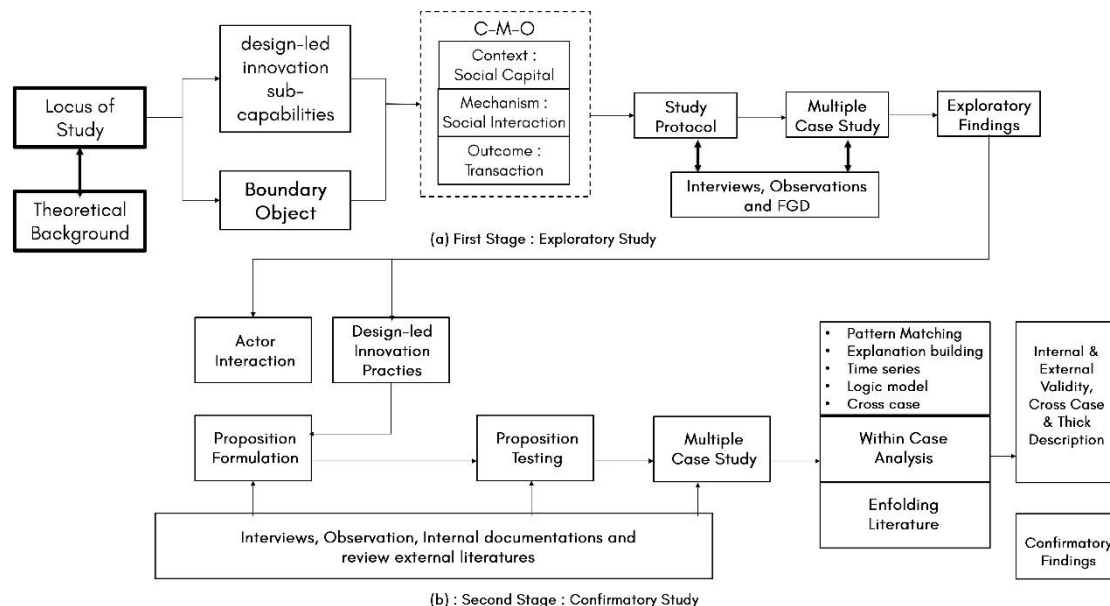 Locus of
Study
Theoretical
Background
design-led
innovation
sub-
capabilities
Boundary
Object
C-M-O
Context :
Social Capital
Mechanism :
Social Interaction
Outcome :
Transaction
Study
Protocol
Multiple
Case Study
Exploratory
Findings
Interviews, Observations
and FGD
(a) First Stage : Exploratory Study
Actor
Interaction
Design-led
Innovation
Practies
Proposition
Formulation
Proposition
Testing
Multiple
Case Study
• Pattern Matching
• Explanation building
• Time series
• Logic model
• Cross case
Within Case
Analysis
Enfolding
Literature
Internal &
External
Validity,
Cross Case
& Thick
Description
Confirmatory
Findings
Interviews, Observation, Internal documentations and
review external literatures
(b) : Second Stage : Confirmatory Study